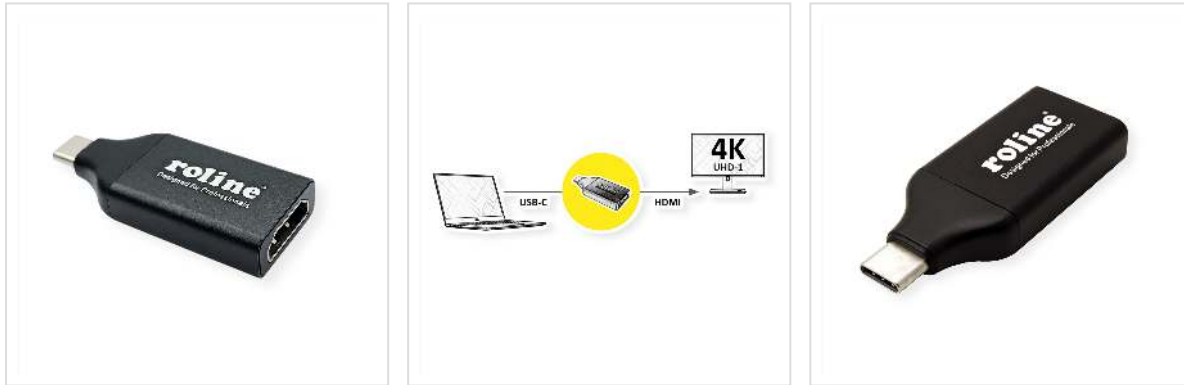 roline
Designed for Professionals
USB-C
HDMI
4K
UHD-1
roline
Designed for Professionals